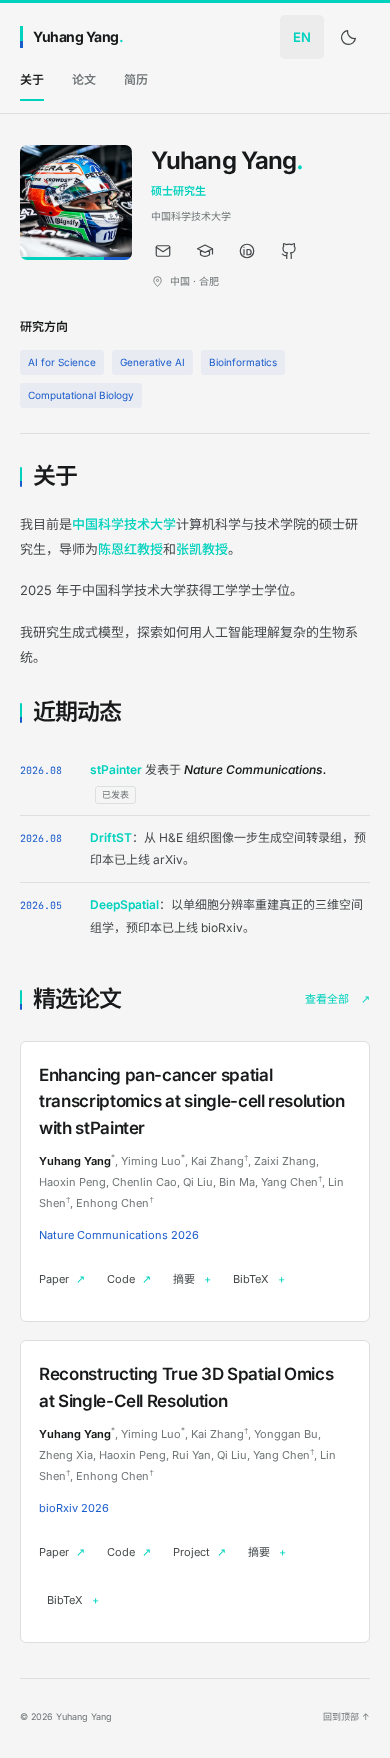 Yuhang Yang.
EN
关于 论文 简历
Yuhang Yang.
硕士研究生
中国科学技术大学
中国 · 合肥
研究方向
AI for Science Generative AI Bioinformatics
Computational Biology
关于
我目前是中国科学技术大学计算机科学与技术学院的硕士研
究生，导师为陈恩红教授和张凯教授。
2025 年于中国科学技术大学获得工学学士学位。
我研究生成式模型，探索如何用人工智能理解复杂的生物系
统。
近期动态
2026.08 stPainter 发表于 Nature Communications.
已发表
2026.08 DriftST：从 H&E 组织图像一步生成空间转录组，预
印本已上线 arXiv。
2026.05 DeepSpatial：以单细胞分辨率重建真正的三维空间
组学，预印本已上线 bioRxiv。
精选论文 查看全部 ↗
Enhancing pan-cancer spatial
transcriptomics at single-cell resolution
with stPainter
Yuhang Yang*, Yiming Luo*, Kai Zhang†, Zaixi Zhang,
Haoxin Peng, Chenlin Cao, Qi Liu, Bin Ma, Yang Chen†, Lin
Shen†, Enhong Chen†
Nature Communications 2026
Paper ↗ Code ↗ 摘要 + BibTeX +
Reconstructing True 3D Spatial Omics
at Single-Cell Resolution
Yuhang Yang*, Yiming Luo*, Kai Zhang†, Yonggan Bu,
Zheng Xia, Haoxin Peng, Rui Yan, Qi Liu, Yang Chen†, Lin
Shen†, Enhong Chen†
bioRxiv 2026
Paper ↗ Code ↗ Project ↗ 摘要 +
BibTeX +
© 2026 Yuhang Yang 回到顶部 ↑